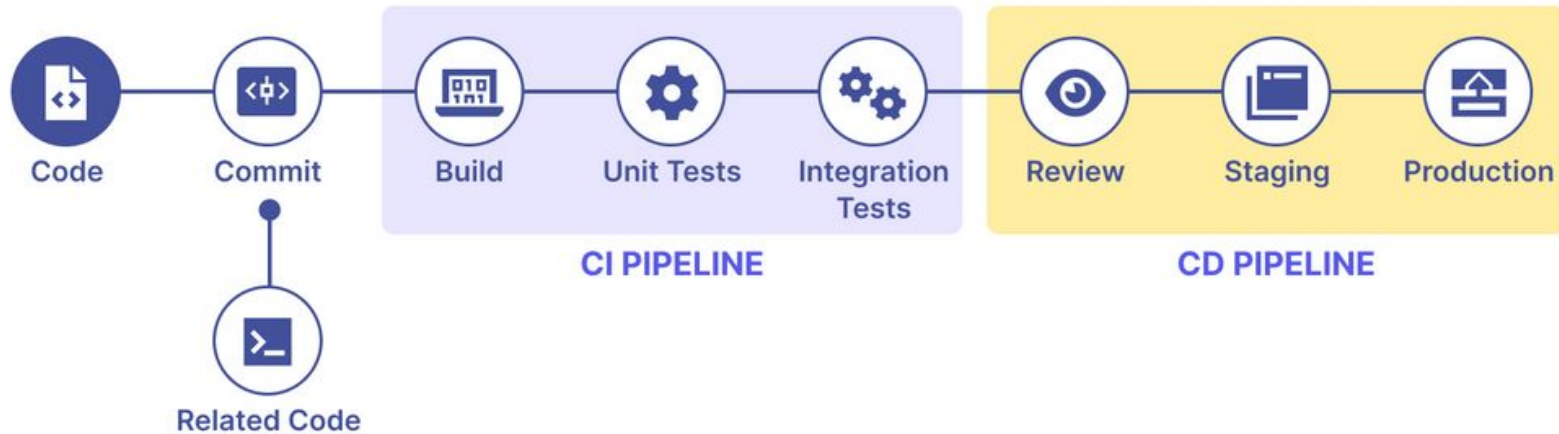 Code
Commit
Build
Unit Tests
Integration
Tests
Review
Staging
Production
CI PIPELINE
CD PIPELINE
Related Code